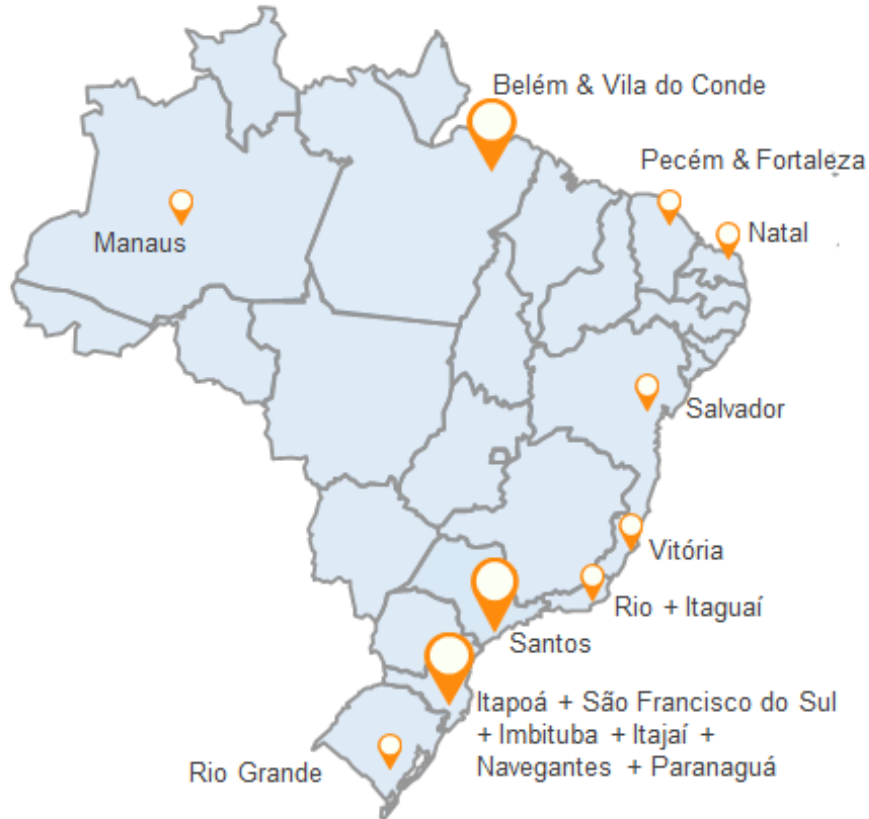 Belém & Vila do Conde
Pecém & Fortaleza
Manaus
Natal
Salvador
Vitória
Rio + Itaguaí
Santos
Itapoá + São Francisco do Sul
+ Imbituba + Itajaí +
Navegantes + Paranaguá
Rio Grande